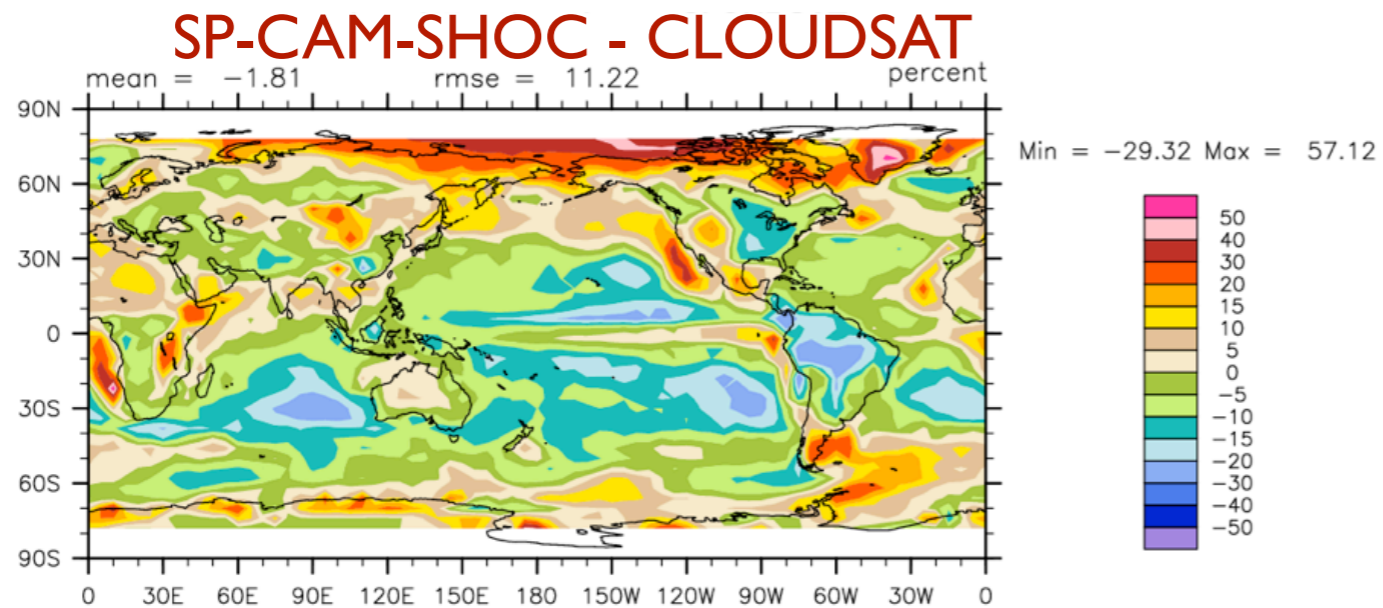 SP-CAM-SHOC - CLOUDSAT
mean = -1.81 rmse = 11.22 percent
Min = -29.32 Max = 57.12
90N
60N
30N
0
30S
60S
90S
0 30E 60E 90E 120E 150E 180 150W 120W 90W 60W 30W 0
50
40
30
20
15
10
5
0
-5
-10
-15
-20
-30
-40
-50